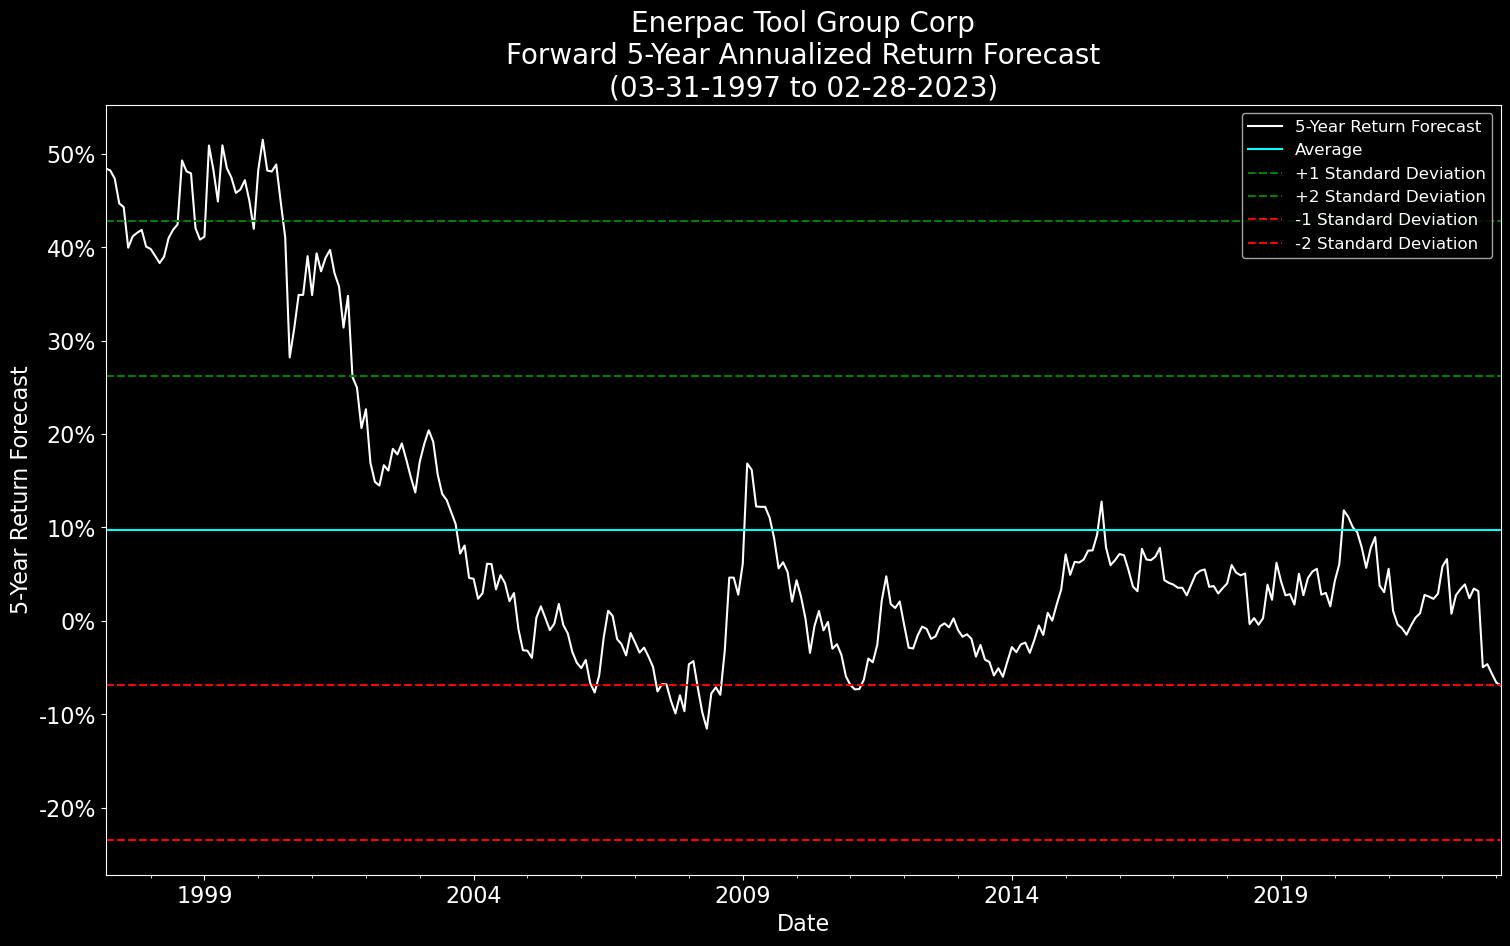 Enerpac Tool Group Corp
Forward 5-Year Annualized Return Forecast
(03-31-1997 to 02-28-2023)
5-Year Return Forecast
Average
+1 Standard Deviation
+2 Standard Deviation
-1 Standard Deviation
-2 Standard Deviation
5-Year Return Forecast
50%
40%
30%
20%
10%
0%
-10%
-20%
1999
2004
2009
2014
2019
Date